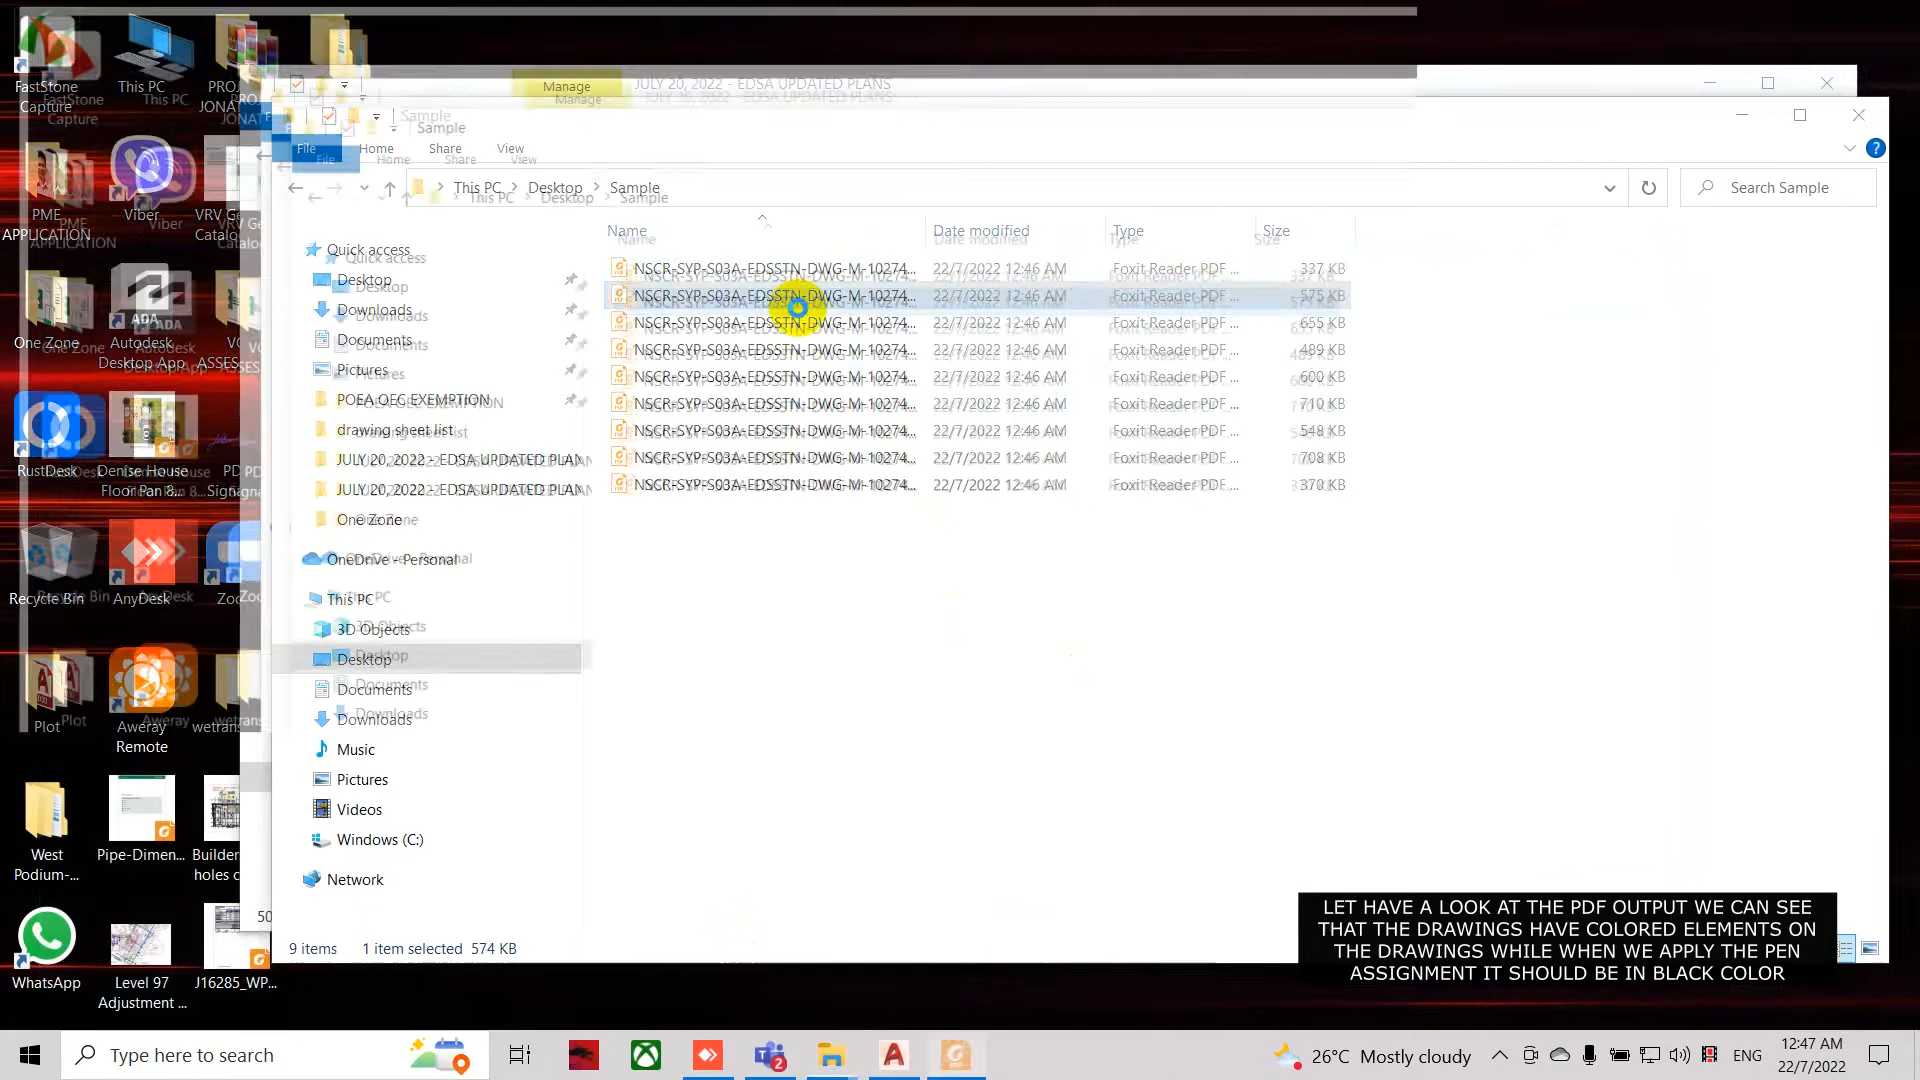 FastStone
Capture
This PC
PROJ
JONAT
Manage
JULY 20, 2022 - EDSA UPDATED PLANS
Sample
File
Home
Share
View
This PC
Desktop
Sample
Search Sample
Name
Date modified
Type
Size
NSCR-SYP-S03A-EDSSTN-DWG-M-10274... 22/7/2022 12:46 AM Foxit Reader PDF ... 337 KB
NSCR-SYP-S03A-EDSSTN-DWG-M-10274... 22/7/2022 12:46 AM Foxit Reader PDF ... 575 KB
NSCR-SYP-S03A-EDSSTN-DWG-M-10274... 22/7/2022 12:46 AM Foxit Reader PDF ... 655 KB
NSCR-SYP-S03A-EDSSTN-DWG-M-10274... 22/7/2022 12:46 AM Foxit Reader PDF ... 489 KB
NSCR-SYP-S03A-EDSSTN-DWG-M-10274... 22/7/2022 12:46 AM Foxit Reader PDF ... 600 KB
NSCR-SYP-S03A-EDSSTN-DWG-M-10274... 22/7/2022 12:46 AM Foxit Reader PDF ... 710 KB
NSCR-SYP-S03A-EDSSTN-DWG-M-10274... 22/7/2022 12:46 AM Foxit Reader PDF ... 548 KB
NSCR-SYP-S03A-EDSSTN-DWG-M-10274... 22/7/2022 12:46 AM Foxit Reader PDF ... 708 KB
NSCR-SYP-S03A-EDSSTN-DWG-M-10274... 22/7/2022 12:46 AM Foxit Reader PDF ... 370 KB
Quick access
Desktop
Downloads
Documents
Pictures
POEA OEC EXEMPTION
drawing sheet list
JULY 20, 2022 - EDSA UPDATED PLAN
JULY 20, 2022 - EDSA UPDATED PLAN
One Zone
OneDrive - Personal
This PC
3D Objects
Desktop
Documents
Downloads
Music
Pictures
Videos
Windows (C:)
Network
9 items
1 item selected 574 KB
PME
APPLICATION
Viber
VRV Ge
Catalo
One Zone
Autodesk
Desktop App
ASSES
RustDesk
Denise House
Floor Pan 8...
PD
Sign
Recycle Bin
AnyDesk
Zoo
Plot
Aweray
Remote
wetrans
West
Podium-...
Pipe-Dimen...
Builder
holes c
50
WhatsApp
Level 97
Adjustment ...
J16285_WP...
LET HAVE A LOOK AT THE PDF OUTPUT WE CAN SEE
THAT THE DRAWINGS HAVE COLORED ELEMENTS ON
THE DRAWINGS WHILE WHEN WE APPLY THE PEN
ASSIGNMENT IT SHOULD BE IN BLACK COLOR
Type here to search
26°C Mostly cloudy
ENG
12:47 AM
22/7/2022